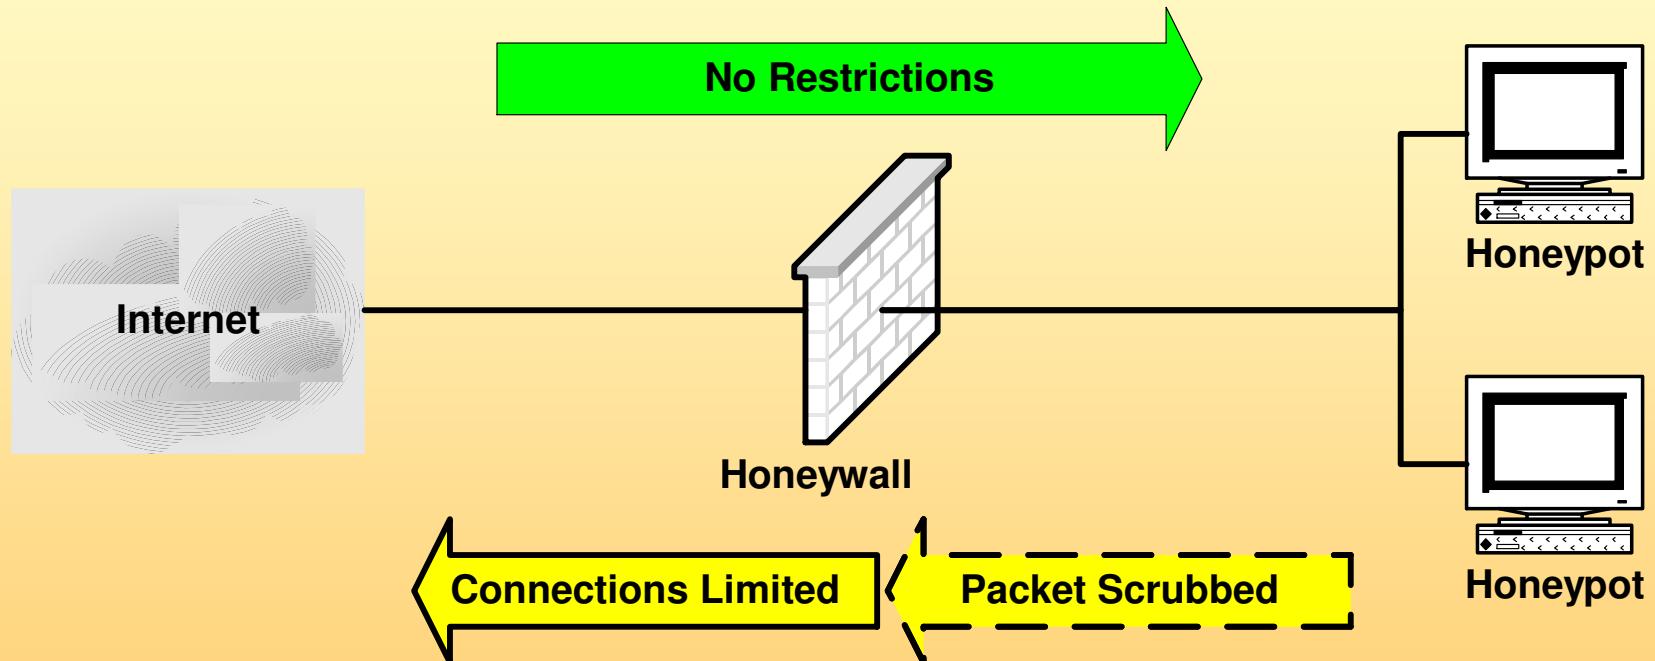 No Restrictions
Honeypot
Internet
Honeywall
Connections Limited
Packet Scrubbed
Honeypot